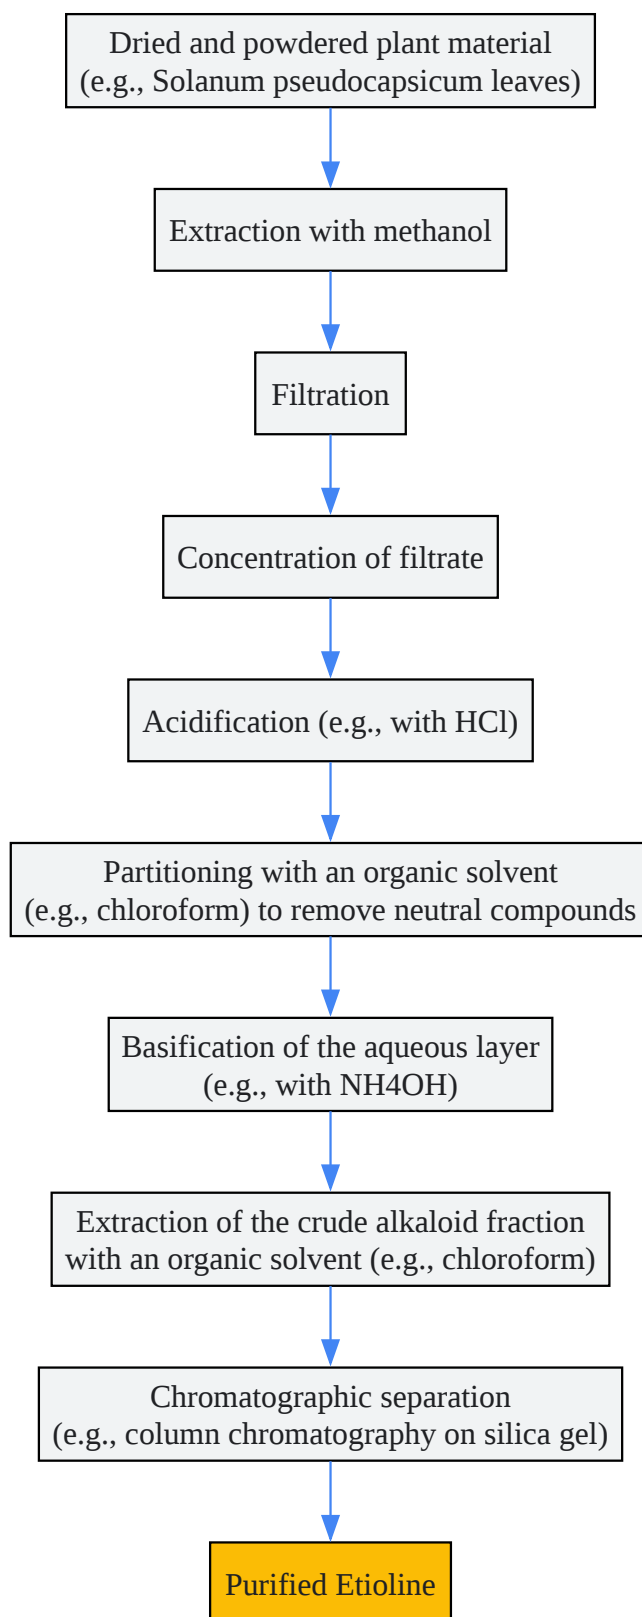 Dried and powdered plant material
(e.g., Solanum pseudocapsicum leaves)
Extraction with methanol
Filtration
Concentration of filtrate
Acidification (e.g., with HCl)
Partitioning with an organic solvent
(e.g., chloroform) to remove neutral compounds
Basification of the aqueous layer
(e.g., with NH4OH)
Extraction of the crude alkaloid fraction
with an organic solvent (e.g., chloroform)
Chromatographic separation
(e.g., column chromatography on silica gel)
Purified Etioline